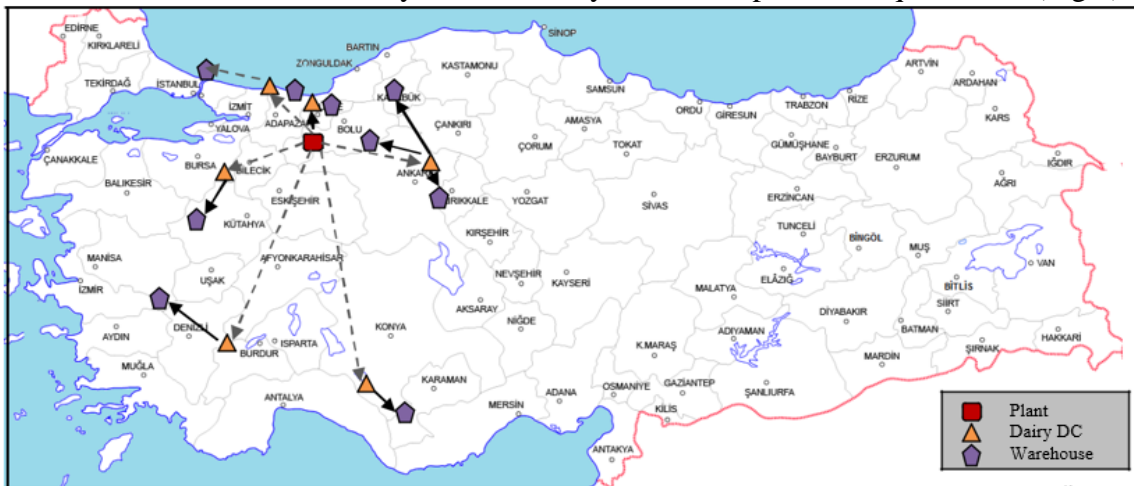 EDİRNE
KIRKLARELİ
TEKİRDAĞ
İSTANBUL
İZMİT
YALOVA
ADAPAZA
ZONGULDAK
BARTIN
BOLU
KASTAMONU
SİNOP
ÇANKIRI
SAMSUN
AMASYA
ÇORUM
TOKAT
ORDU
GİRESUN
TRABZON
RİZE
ARTVİN
ARDAHAN
KARS
GÜMÜŞHANE
BAYBURT
ERZURUM
IĞDIR
AĞRI
ÇANAKKALE
BALIKESİR
BURSA
İLECİK
ESKİŞEHİR
KÜTAHYA
ANKAR
IRIKKALE
YOZGAT
SİVAS
ERZİNCAN
TUNCELİ
BİNGÖL
MUŞ
VAN
BİTLİS
SİİRT
KIRŞEHİR
NEVŞEHİR
KAYSERİ
AKSARAY
NİĞDE
MALATYA
ELÂZIĞ
DİYABAKIR
BATMAN
ŞIRNAK
HAKKARİ
MARDİN
ADIYAMAN
ŞANLIURFA
K.MARAŞ
GAZİANTEP
OSMANİYE
KİLİS
ANTAKYA
ADANA
MERSİN
KARAMAN
KONYA
MANİSA
İZMİR
UŞAK
AFYONKARAHİSAR
AYDIN
DENİZLİ
BURDUR
ISPARTA
MUĞLA
ANTALYA
Plant
Dairy DC
Warehouse